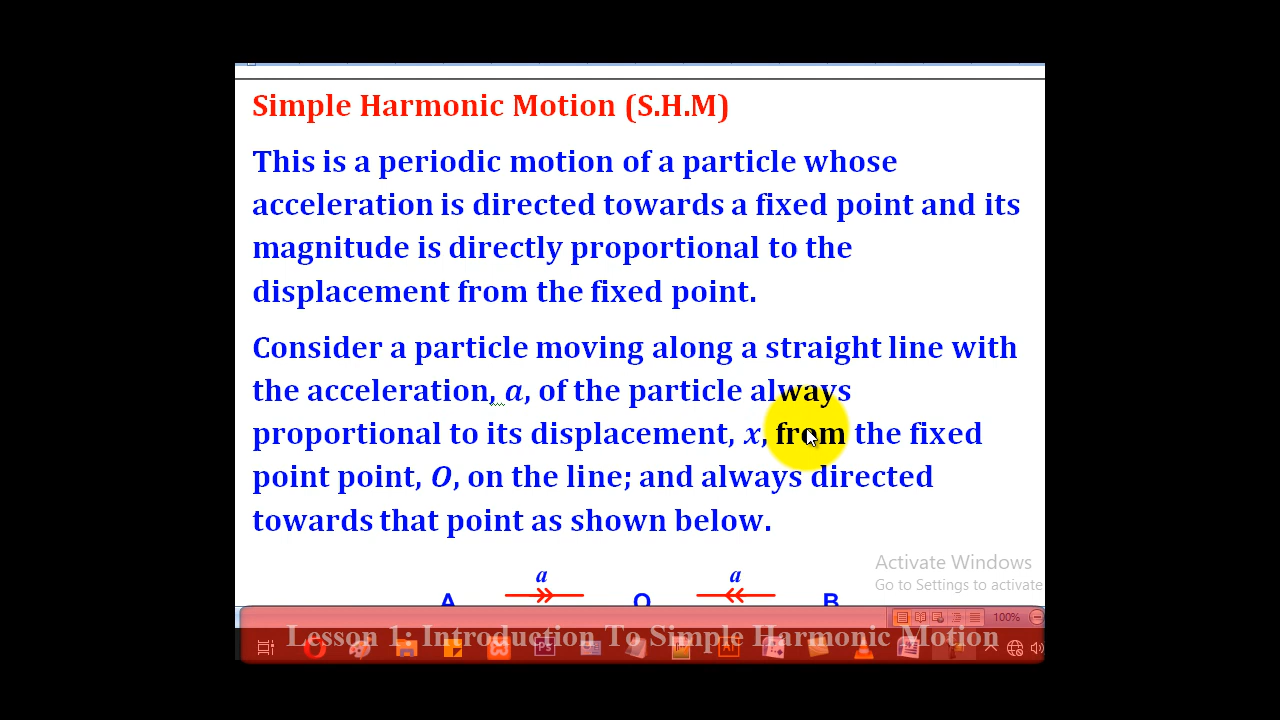 Simple Harmonic Motion (S.H.M)
This is a periodic motion of a particle whose
acceleration is directed towards a fixed point and its
magnitude is directly proportional to the
displacement from the fixed point.
Consider a particle moving along a straight line with
the acceleration, a, of the particle always
proportional to its displacement, x, from the fixed
point point, O, on the line; and always directed
towards that point as shown below.
Activate Windows
Go to Settings to activate
a a
A O B
100%
Lesson 1: Introduction To Simple Harmonic Motion
Ps Ai